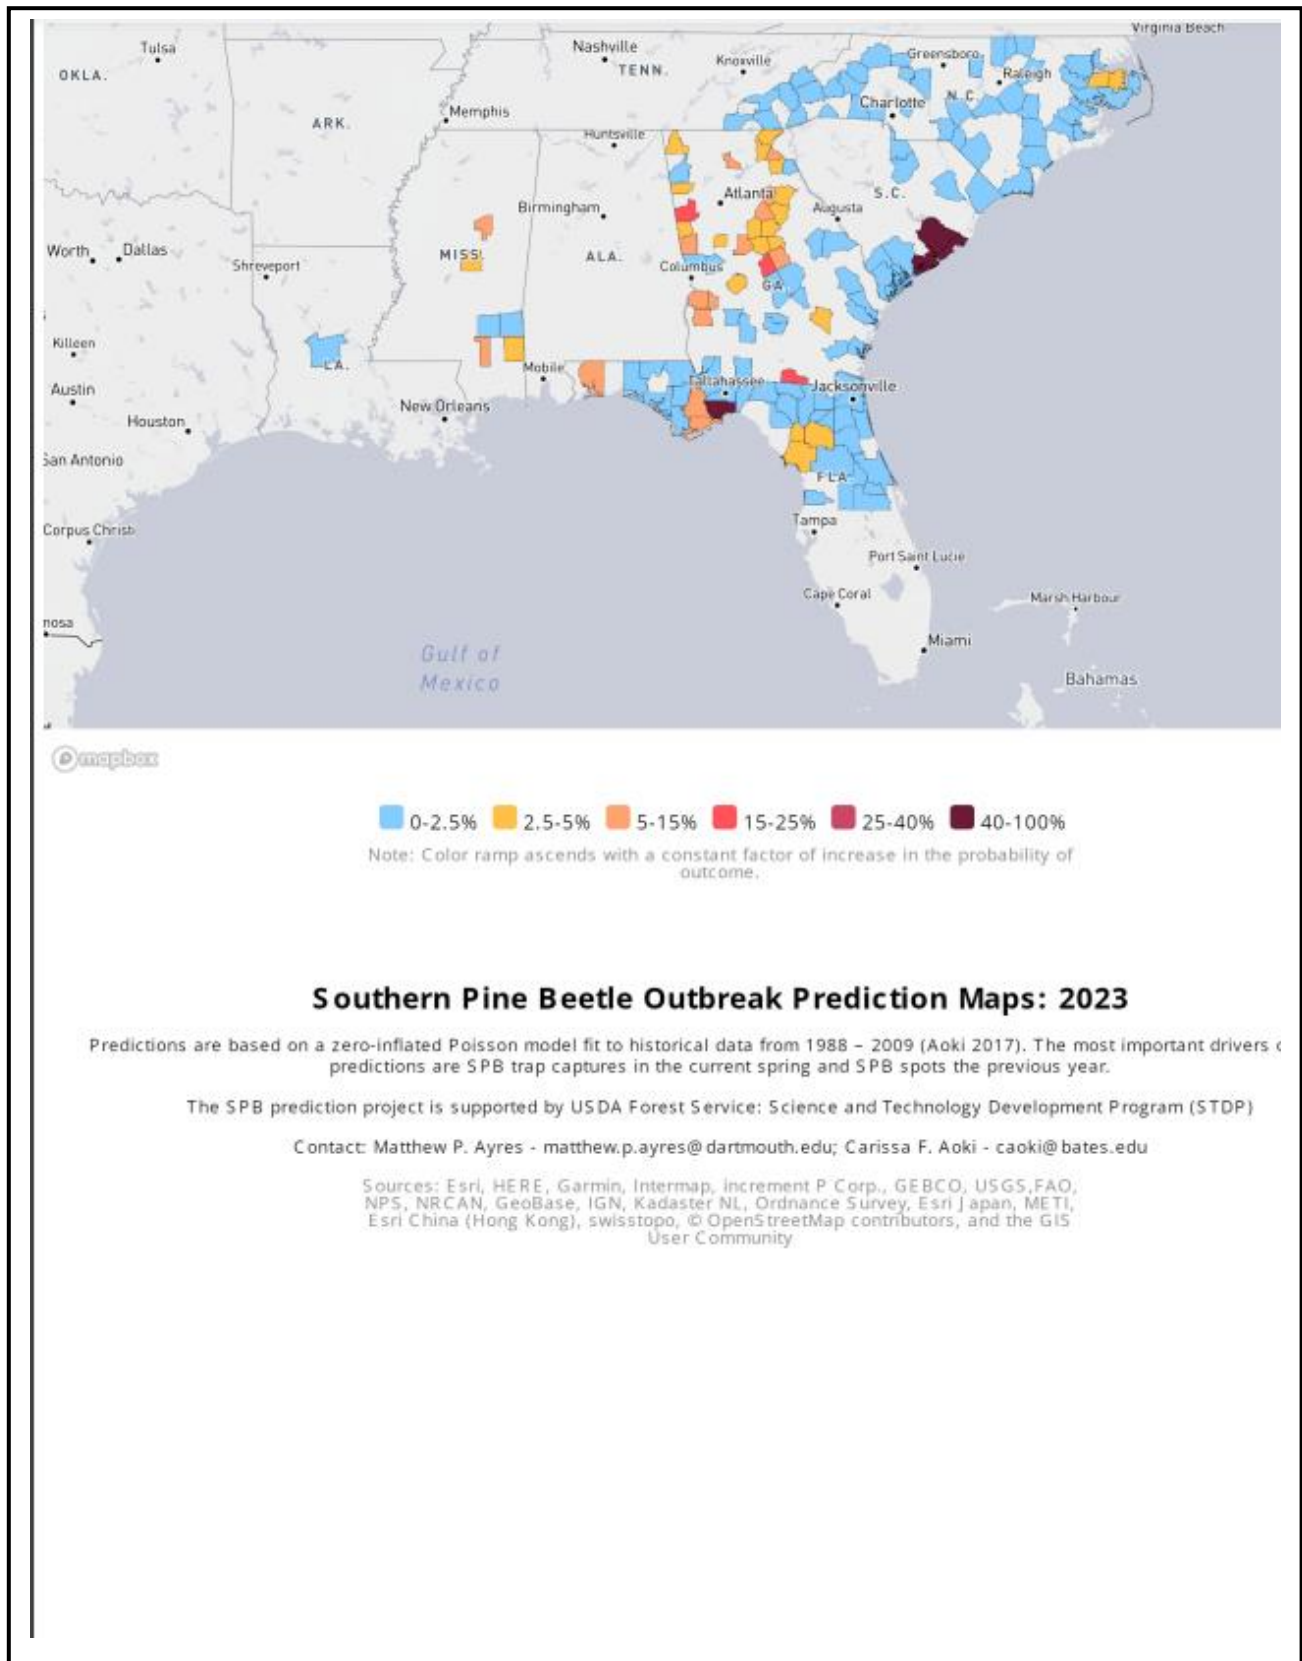 Virginia Beach
Tulsa
Nashville
Knoxville
Greensboro
OKLA.
TENN.
Raleigh
N.C.
Charlotte
Memphis
ARK.
Huntsville
Atlanta
S.C.
Augusta
Birmingham
Worth
Dallas
Shreveport
MISS.
ALA.
Columbus
GA.
Killeen
LA.
Mobile
Tallahassee
Jacksonville
Austin
New Orleans
Houston
San Antonio
FLA.
Tampa
Corpus Christi
Port Saint Lucie
Cape Coral
Marsh Harbour
nosa
Miami
Gulf of
Mexico
Bahamas
mapbox
0-2.5% 2.5-5% 5-15% 15-25% 25-40% 40-100%
Note: Color ramp ascends with a constant factor of increase in the probability of
outcome.
Southern Pine Beetle Outbreak Prediction Maps: 2023
Predictions are based on a zero-inflated Poisson model fit to historical data from 1988 – 2009 (Aoki 2017). The most important drivers
predictions are SPB trap captures in the current spring and SPB spots the previous year.
The SPB prediction project is supported by USDA Forest Service: Science and Technology Development Program (STDP)
Contact: Matthew P. Ayres - matthew.p.ayres@dartmouth.edu; Carissa F. Aoki - caoki@bates.edu
Sources: Esri, HERE, Garmin, Intermap, increment P Corp., GEBCO, USGS,FAO,
NPS, NRCAN, GeoBase, IGN, Kadaster NL, Ordnance Survey, Esri Japan, METI,
Esri China (Hong Kong), swisstopo, © OpenStreetMap contributors, and the GIS
User Community